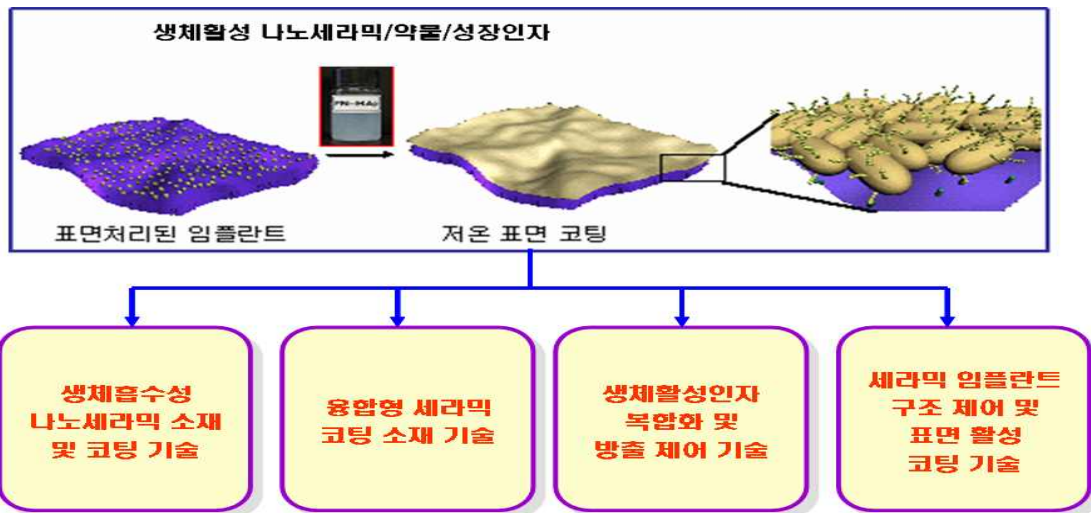 생체활성 나노세라믹/약물/성장인자
표면처리된 임플란트
저온 표면 코팅
생체흡수성
나노세라믹 소재
및 코팅 기술
융합형 세라믹
코팅 소재 기술
생체활성인자
복합화 및
방출 제어 기술
세라믹 임플란트
구조 제어 및
표면 활성
코팅 기술